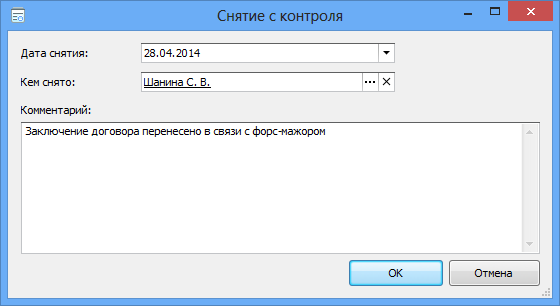 Снятие с контроля
Дата снятия: 28.04.2014
Кем снято: Шанина С. В.
Комментарий:
Заключение договора перенесено в связи с форс-мажором
OK Отмена